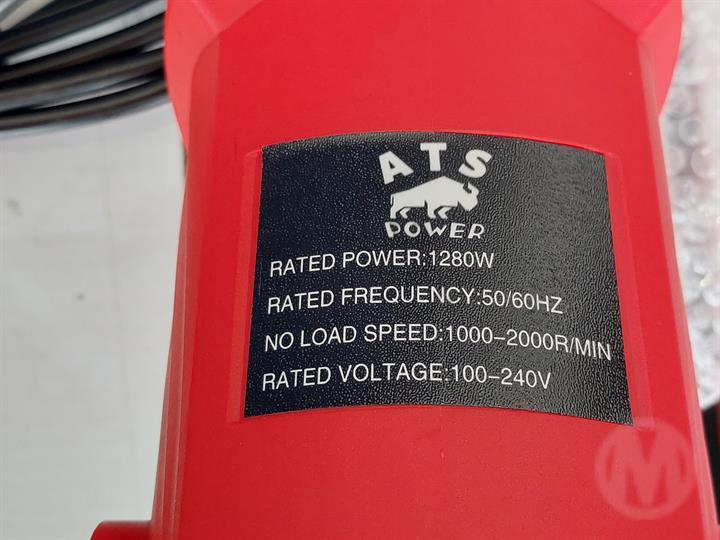 ATS
POWER
RATED POWER:1280W
RATED FREQUENCY:50/60HZ
NO LOAD SPEED:1000-2000R/MIN
RATED VOLTAGE:100-240V
M